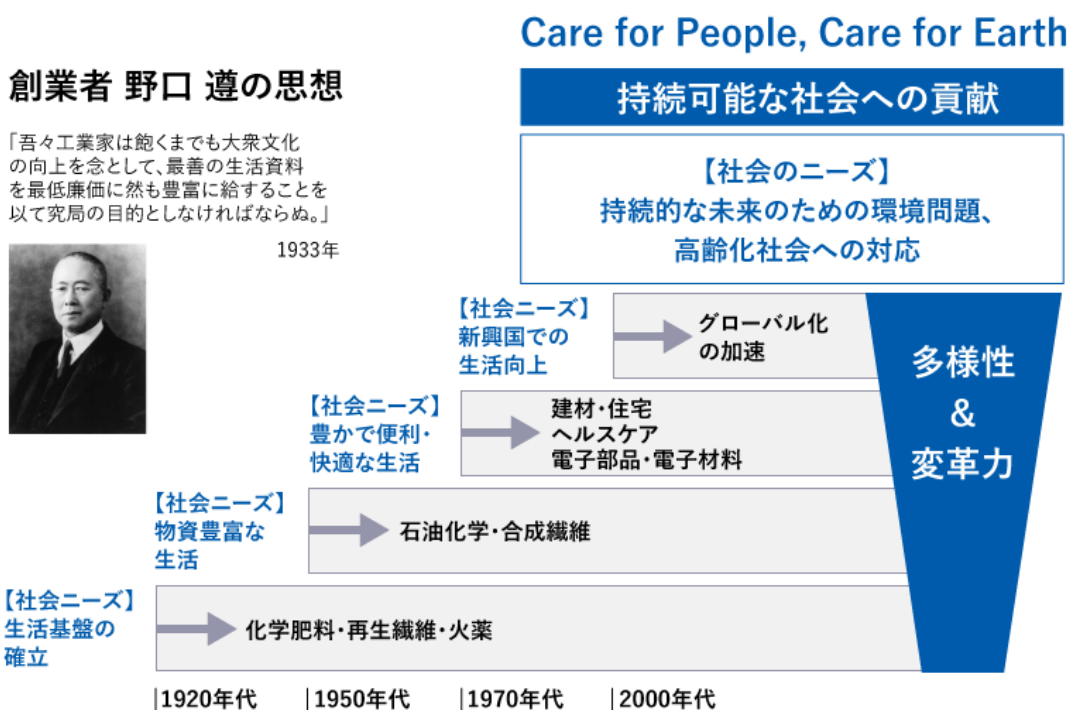 Care for People, Care for Earth
創業者 野口 遵の思想
持続可能な社会への貢献
「吾々工業家は飽くまでも大衆文化
の向上を念として、最善の生活資料
を最低廉価に然も豊富に給することを
以て究局の目的としなければならぬ。」
1933年
【社会のニーズ】
持続的な未来のための環境問題、
高齢化社会への対応
【社会ニーズ】
新興国での
生活向上
グローバル化
の加速
多様性
&
変革力
【社会ニーズ】
豊かで便利・
快適な生活
建材・住宅
ヘルスケア
電子部品・電子材料
【社会ニーズ】
物資豊富な
生活
石油化学・合成繊維
【社会ニーズ】
生活基盤の
確立
化学肥料・再生繊維・火薬
1920年代
1950年代
1970年代
2000年代